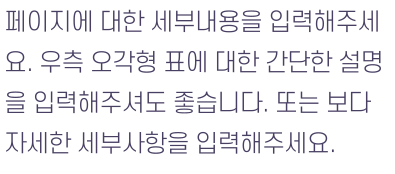 페이지에 대한 세부내용을 입력해주세
요. 우측 오각형 표에 대한 간단한 설명
을 입력해주셔도 좋습니다. 또는 보다
자세한 세부사항을 입력해주세요.